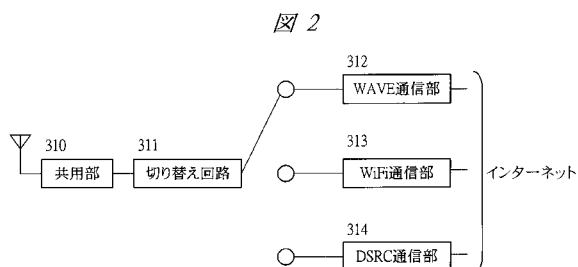 図 2
312
WAVE通信部
310
311
313
共用部
切り替え回路
WiFi通信部
インターネット
314
DSRC通信部